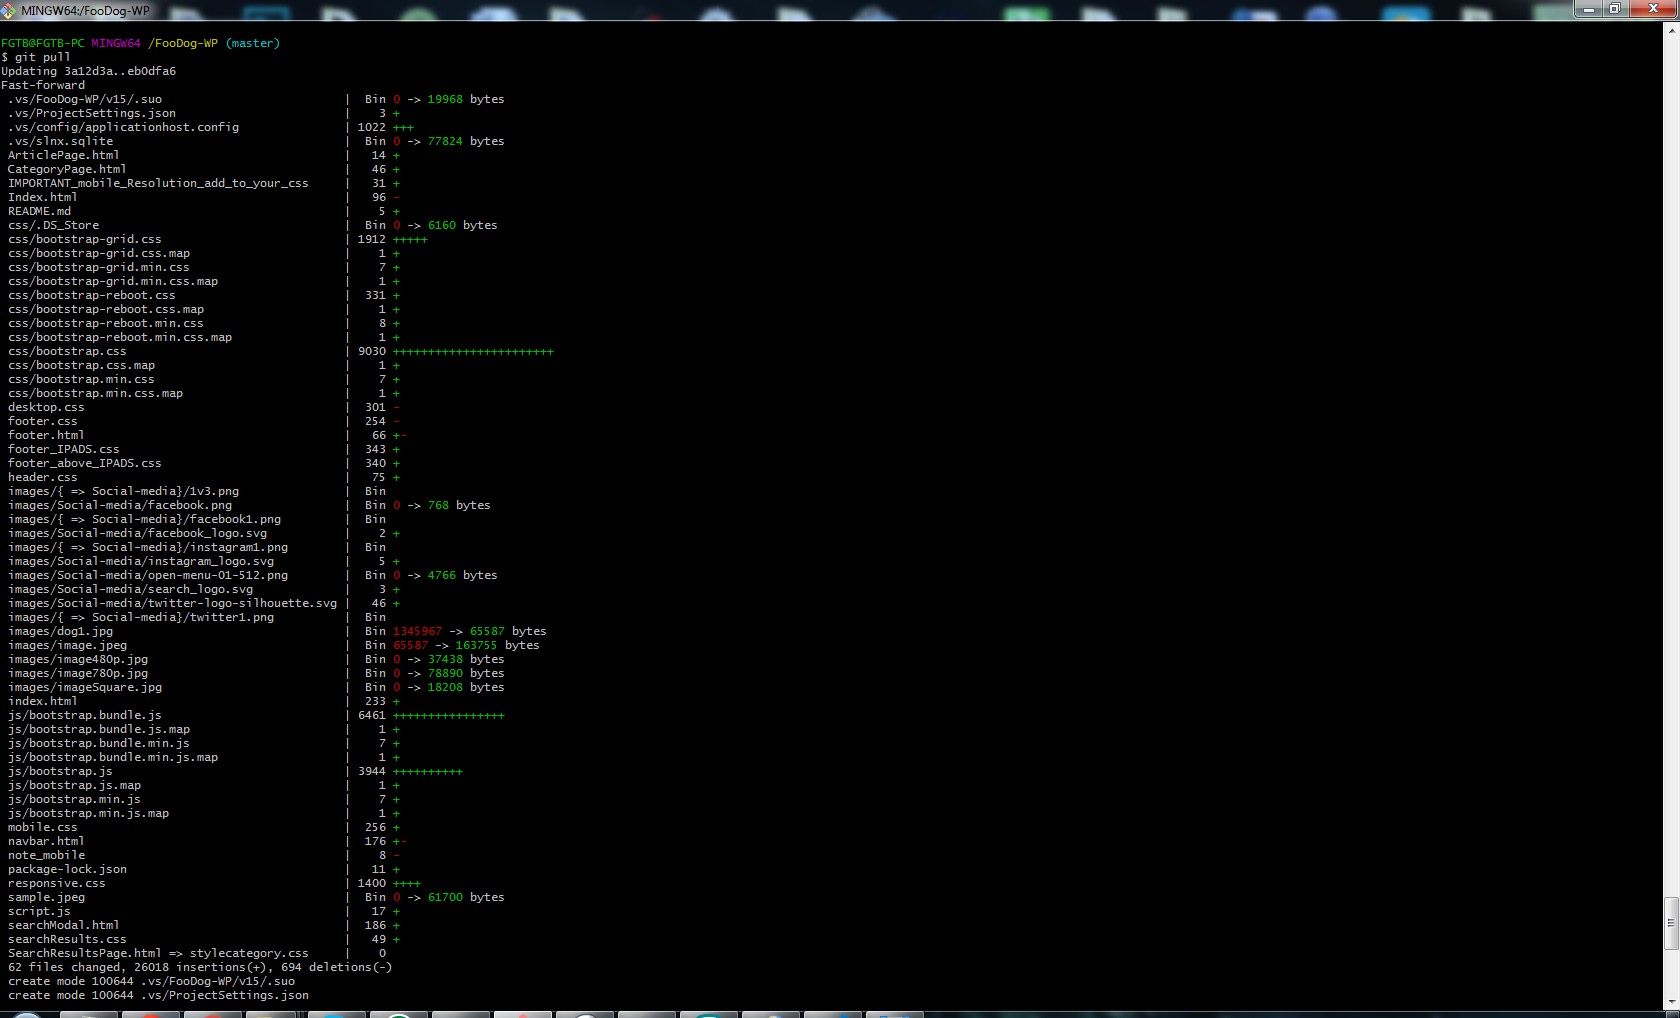 MINGW64:/FooDog-WP
FGTB@FGTB-PC MINGW64 /FooDog-WP (master)
$ git pull
Updating 3a12d3a..eb0dfa6
Fast-forward
.vs/FooDog-WP/v15/.suo | Bin 0 -> 19968 bytes
.vs/ProjectSettings.json | 3 +
.vs/config/applicationhost.config | 1022 +++
.vs/slnx.sqlite | Bin 0 -> 77824 bytes
ArticlePage.html | 14 +
CategoryPage.html | 46 +
IMPORTANT_mobile_Resolution_add_to_your_css | 31 +
Index.html | 96 -
README.md | 5 +
css/.DS_Store | Bin 0 -> 6160 bytes
css/bootstrap-grid.css | 1912 +++++
css/bootstrap-grid.css.map | 1 +
css/bootstrap-grid.min.css | 7 +
css/bootstrap-grid.min.css.map | 1 +
css/bootstrap-reboot.css | 331 +
css/bootstrap-reboot.css.map | 1 +
css/bootstrap-reboot.min.css | 8 +
css/bootstrap-reboot.min.css.map | 1 +
css/bootstrap.css | 9030 +++++++++++++++++++++++
css/bootstrap.css.map | 1 +
css/bootstrap.min.css | 7 +
css/bootstrap.min.css.map | 1 +
desktop.css | 301 -
footer.css | 254 -
footer.html | 66 +-
footer_IPADS.css | 343 +
footer_above_IPADS.css | 340 +
header.css | 75 +
images/{ => Social-media}/1v3.png | Bin
images/Social-media/facebook.png | Bin 0 -> 768 bytes
images/{ => Social-media}/facebook1.png | Bin
images/Social-media/facebook_logo.svg | 2 +
images/{ => Social-media}/instagram1.png | Bin
images/Social-media/instagram_logo.svg | 5 +
images/Social-media/open-menu-01-512.png | Bin 0 -> 4766 bytes
images/Social-media/search_logo.svg | 3 +
images/Social-media/twitter-logo-silhouette.svg | 46 +
images/{ => Social-media}/twitter1.png | Bin
images/dog1.jpg | Bin 1345967 -> 65587 bytes
images/image.jpeg | Bin 65587 -> 163755 bytes
images/image480p.jpg | Bin 0 -> 37438 bytes
images/image780p.jpg | Bin 0 -> 78890 bytes
images/imageSquare.jpg | Bin 0 -> 18208 bytes
index.html | 233 +
js/bootstrap.bundle.js | 6461 ++++++++++++++++
js/bootstrap.bundle.js.map | 1 +
js/bootstrap.bundle.min.js | 7 +
js/bootstrap.bundle.min.js.map | 1 +
js/bootstrap.js | 3944 ++++++++++
js/bootstrap.js.map | 1 +
js/bootstrap.min.js | 7 +
js/bootstrap.min.js.map | 1 +
mobile.css | 256 +
navbar.html | 176 +-
note_mobile | 8 -
package-lock.json | 11 +
responsive.css | 1400 ++++
sample.jpeg | Bin 0 -> 61700 bytes
script.js | 17 +
searchModal.html | 186 +
searchResults.css | 49 +
SearchResultsPage.html => stylecategory.css | 0
62 files changed, 26018 insertions(+), 694 deletions(-)
create mode 100644 .vs/FooDog-WP/v15/.suo
create mode 100644 .vs/ProjectSettings.json